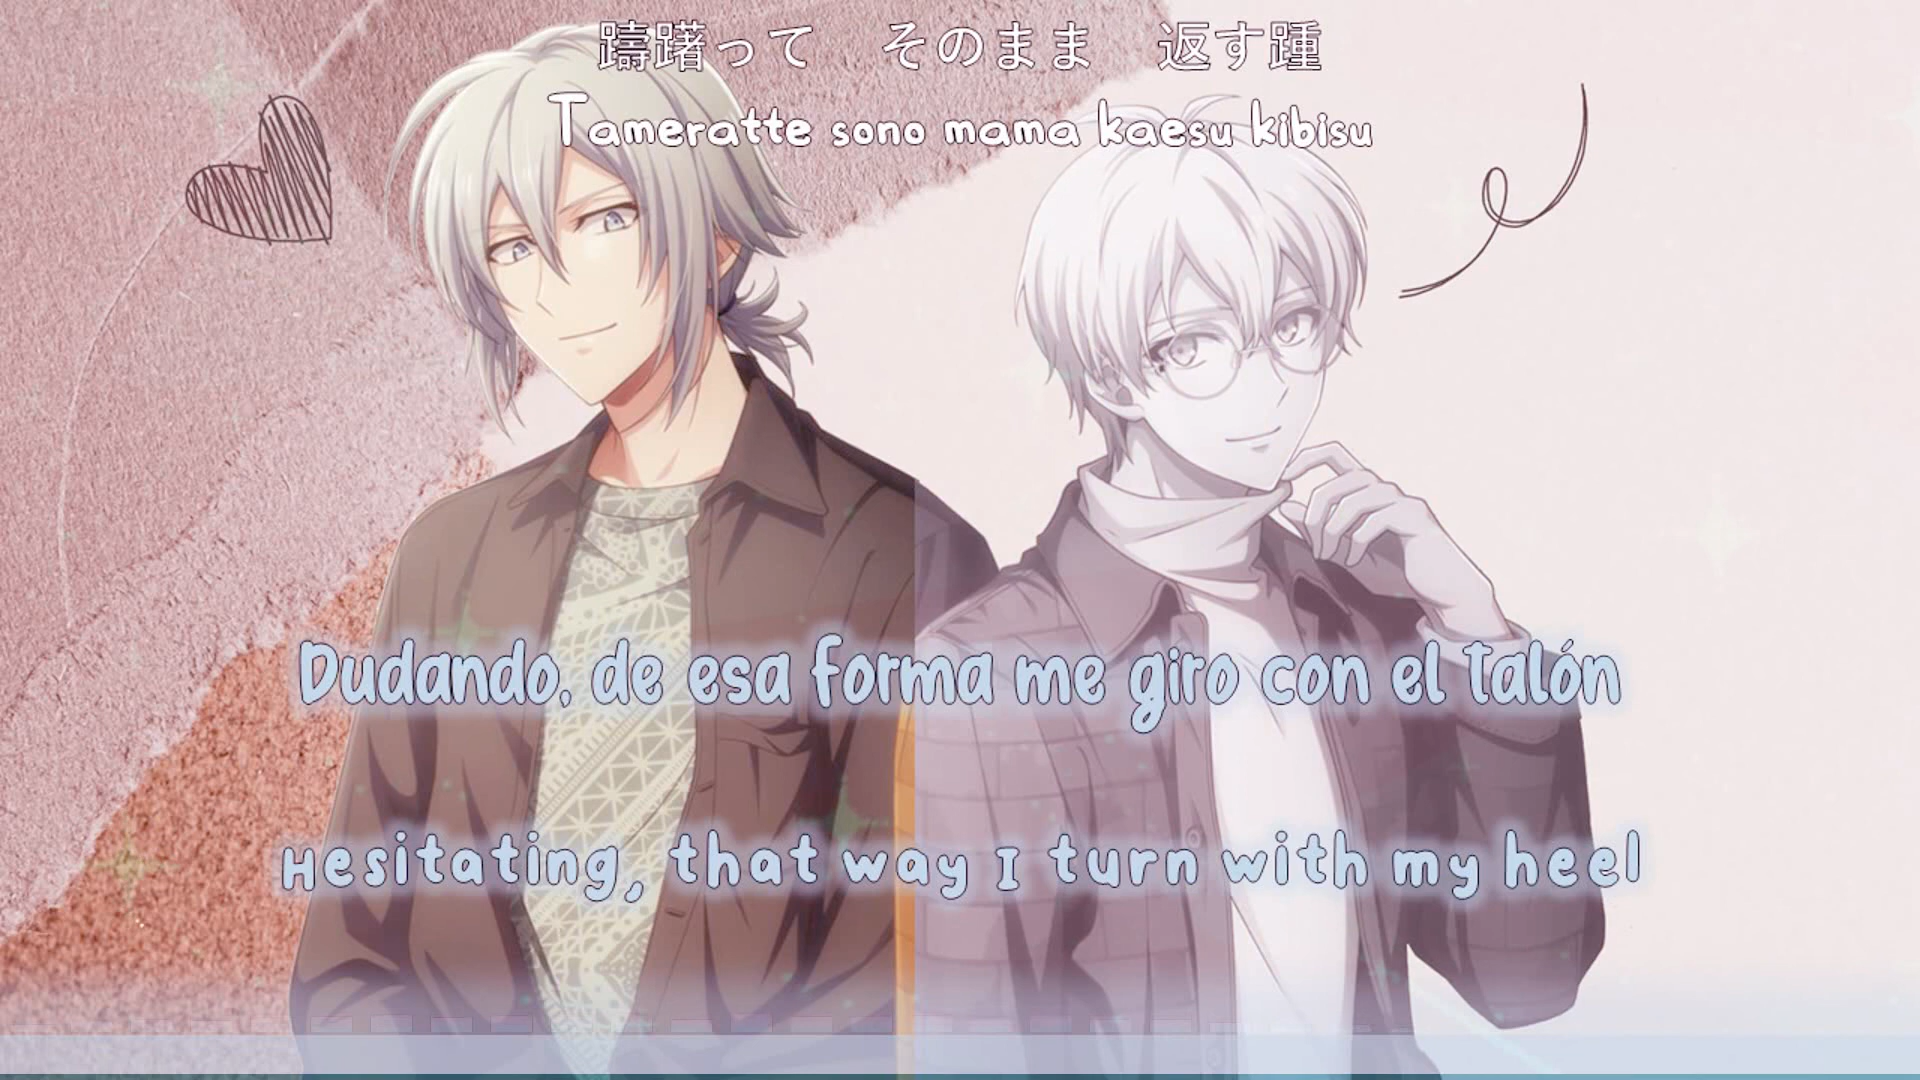 躊躇って　そのまま　返す踵
Tameratte sono mama kaesu kibisu
Dudando, de esa forma me giro con el talón
Hesitating, that way I turn with my heel